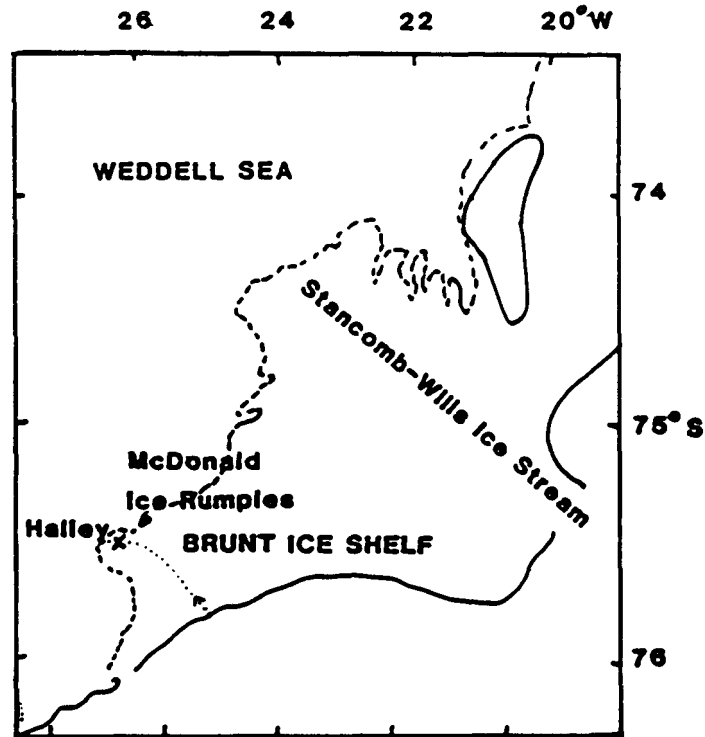 26 24 22 20°W
WEDDELL SEA
74
Stancomb-Wills Ice Stream
75°S
McDonald
Ice Rumples
Halley
BRUNT ICE SHELF
76